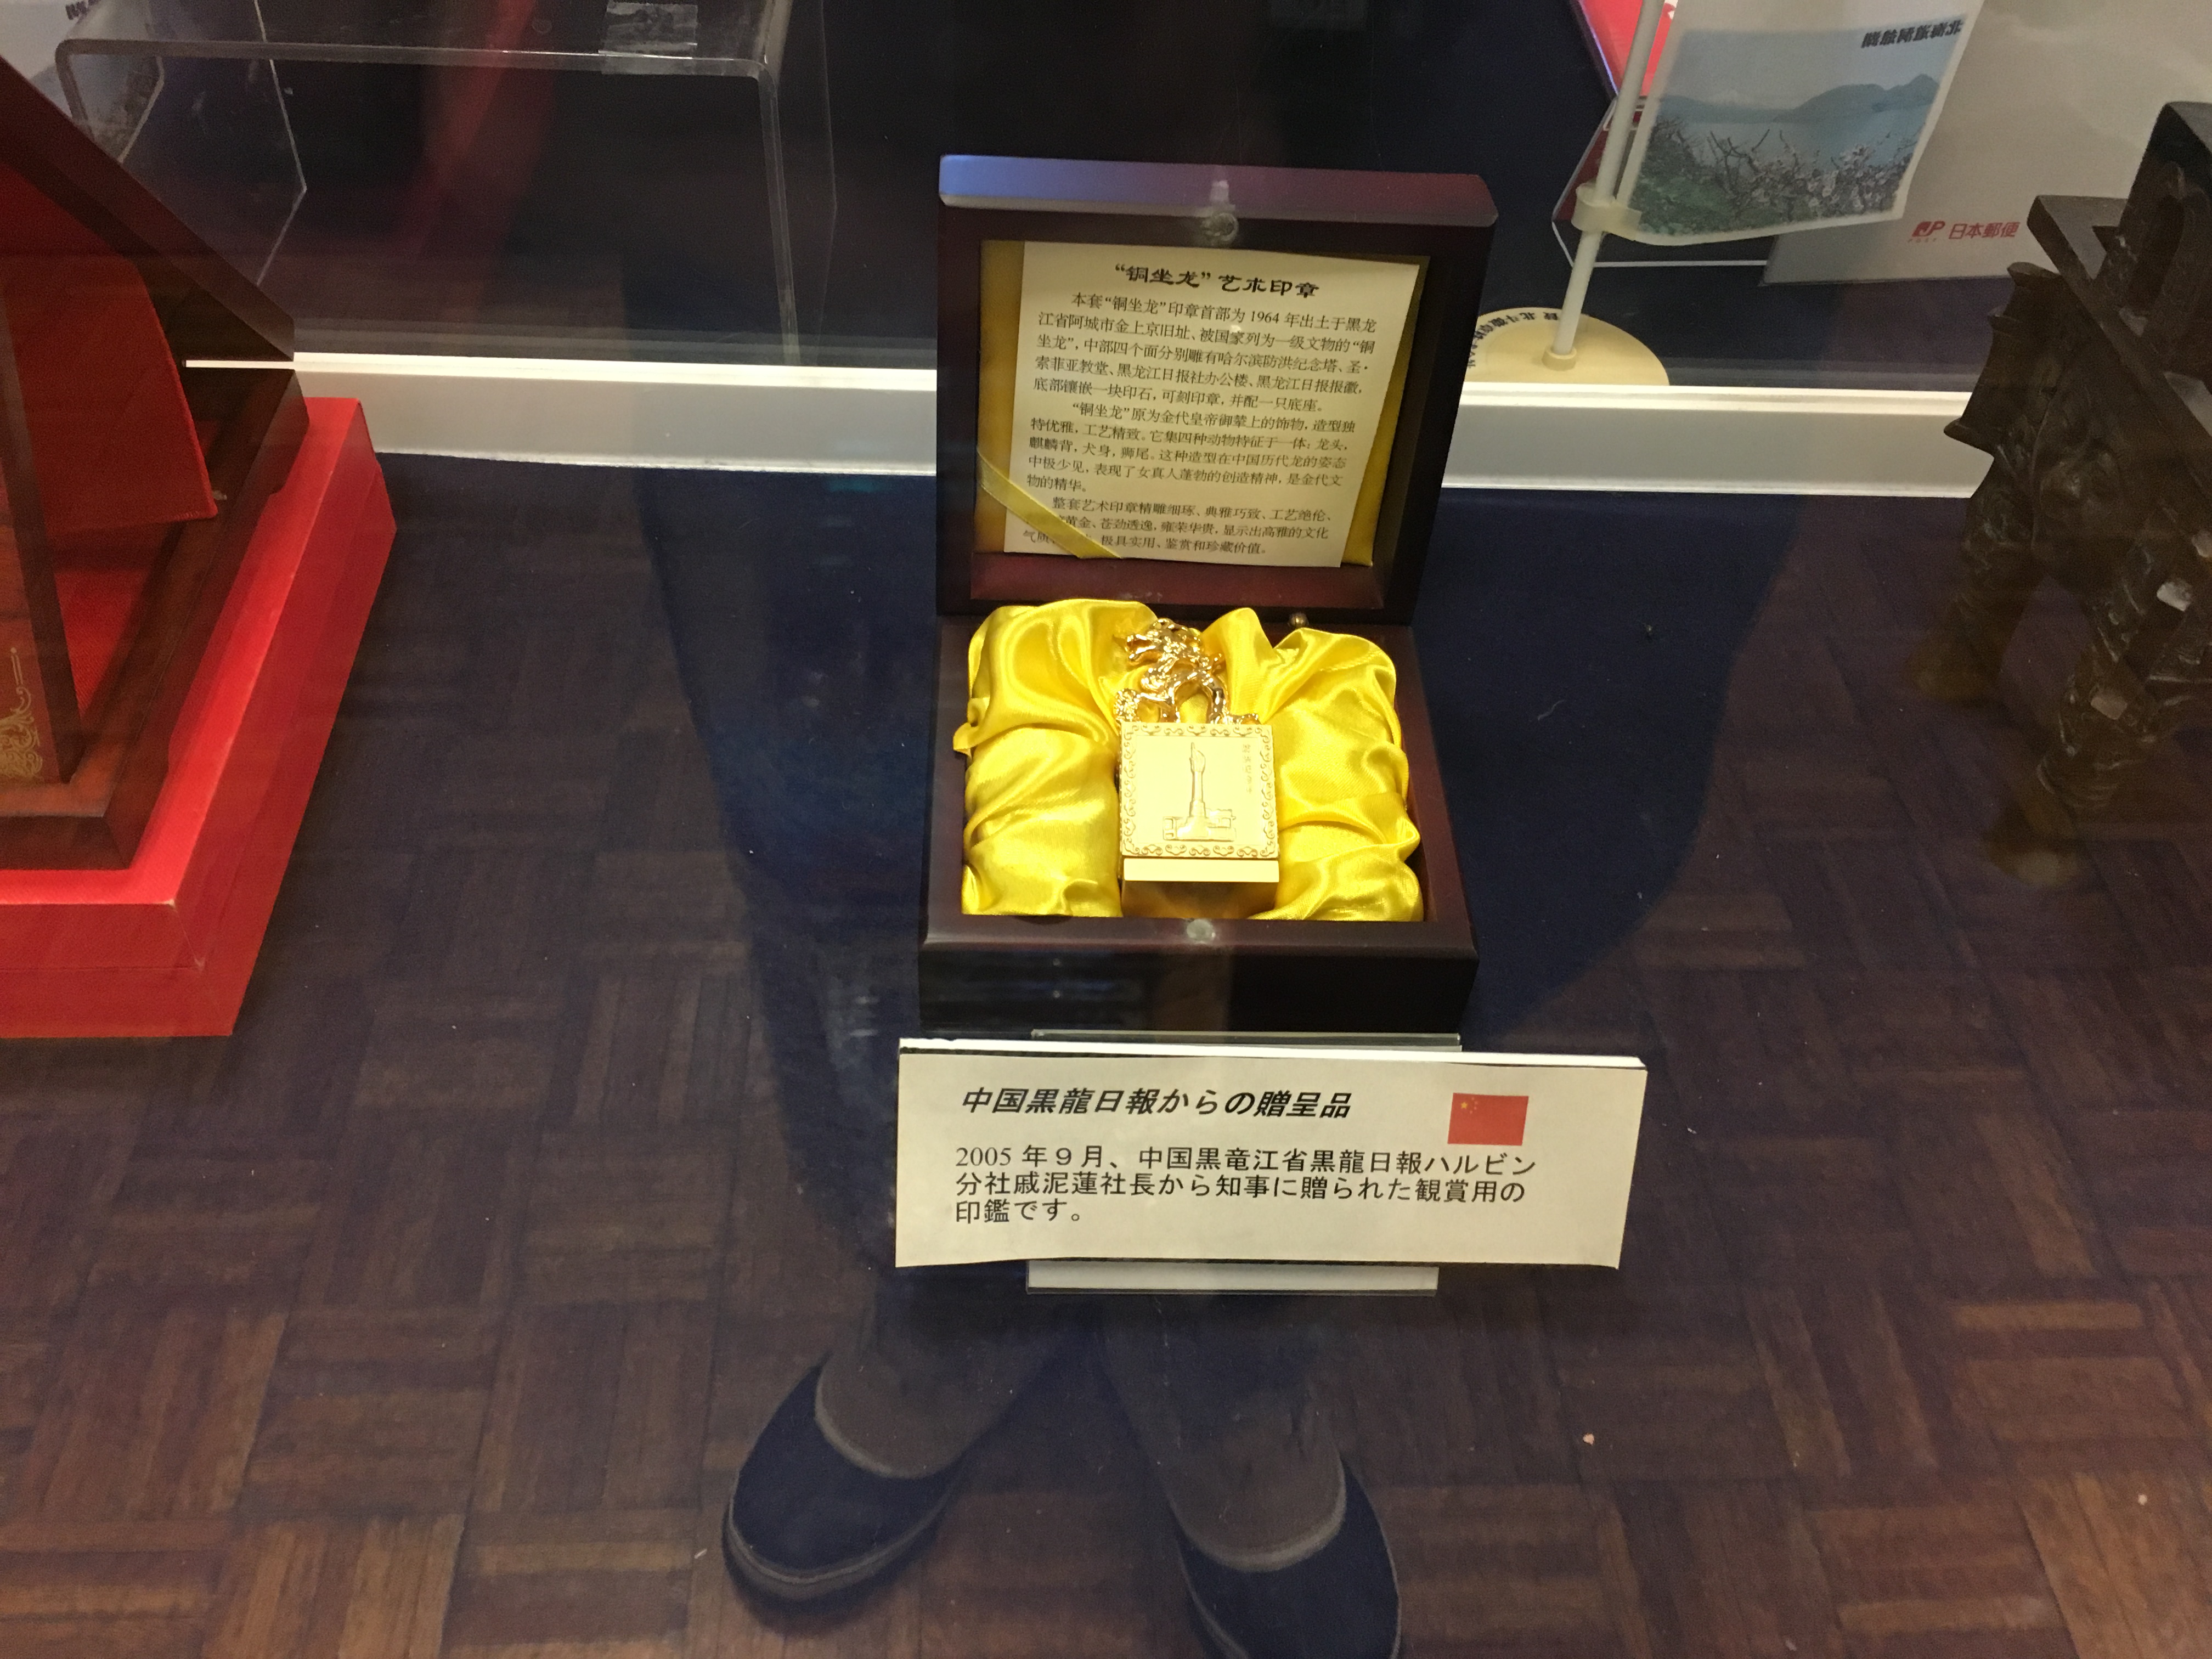 “铜坐龙”艺术印章
本套“铜坐龙”印章首部为1964年出土于黑龙
江省阿城市金上京旧址、被国家列为一级文物的“铜
坐龙”，中部四个面分别雕有哈尔滨防洪纪念塔、圣·
索菲亚教堂、黑龙江日报社办公楼、黑龙江日报报徽，
底部镶嵌一块印石，可刻印章，并配一只底座。
“铜坐龙”原为金代皇帝御辇上的饰物，造型独
特优雅，工艺精致。它集四种动物特征于一体：龙头，
麒麟背，犬身，狮尾。这种造型在中国历代龙的姿态
中极少见，表现了女真人蓬勃的创造精神，是金代文
物的精华。
整套艺术印章精雕细琢、典雅巧致、工艺绝伦、
黄金、苍劲透逸，雍荣华贵，显示出高雅的文化
气质 极具实用、鉴赏和珍藏价值。
日本郵便
中国黒龍日報からの贈呈品
2005年９月、中国黒竜江省黒龍日報ハルビン
分社戚泥蓮社長から知事に贈られた観賞用の
印鑑です。